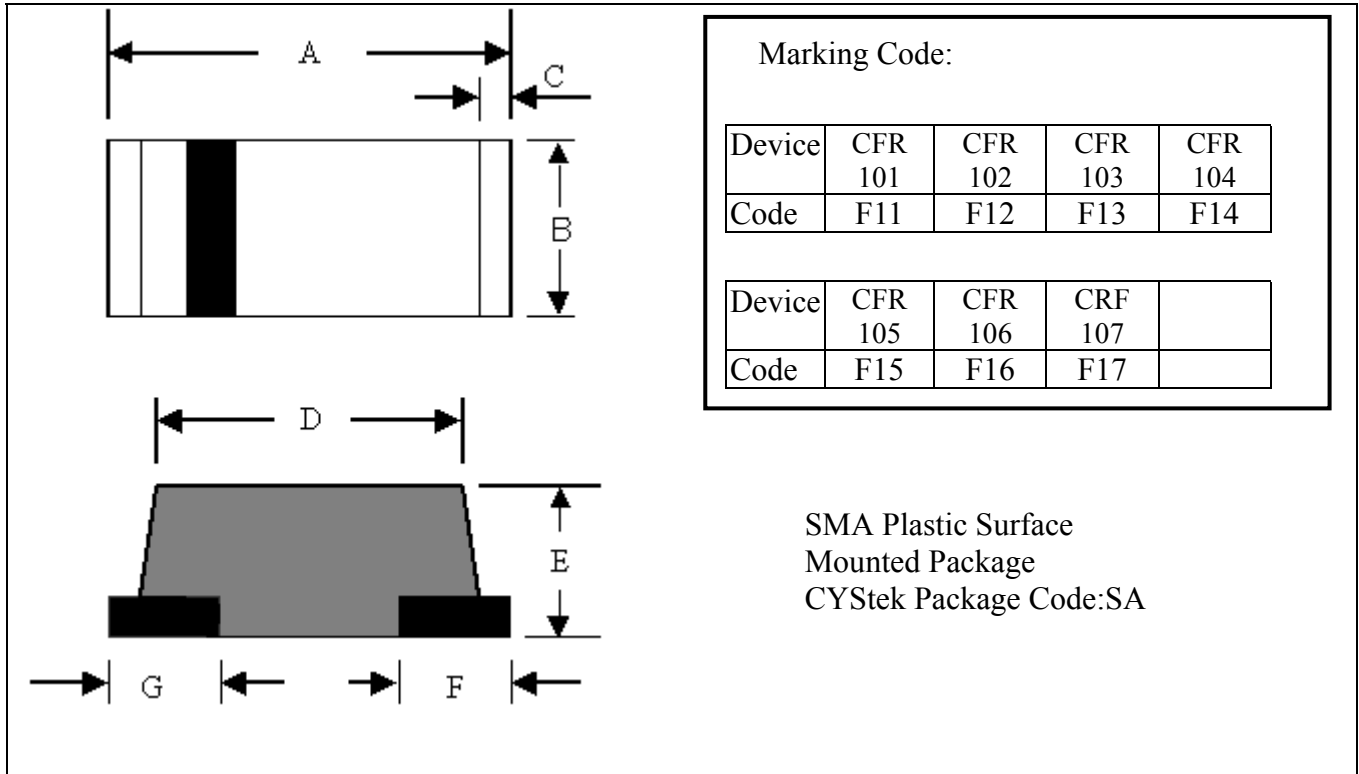 A
C
B
D
E
G
F
Marking Code:
Device CFR 101 CFR 102 CFR 103 CFR 104
Code F11 F12 F13 F14
Device CFR 105 CFR 106 CRF 107
Code F15 F16 F17
SMA Plastic Surface
Mounted Package
CYStek Package Code:SA